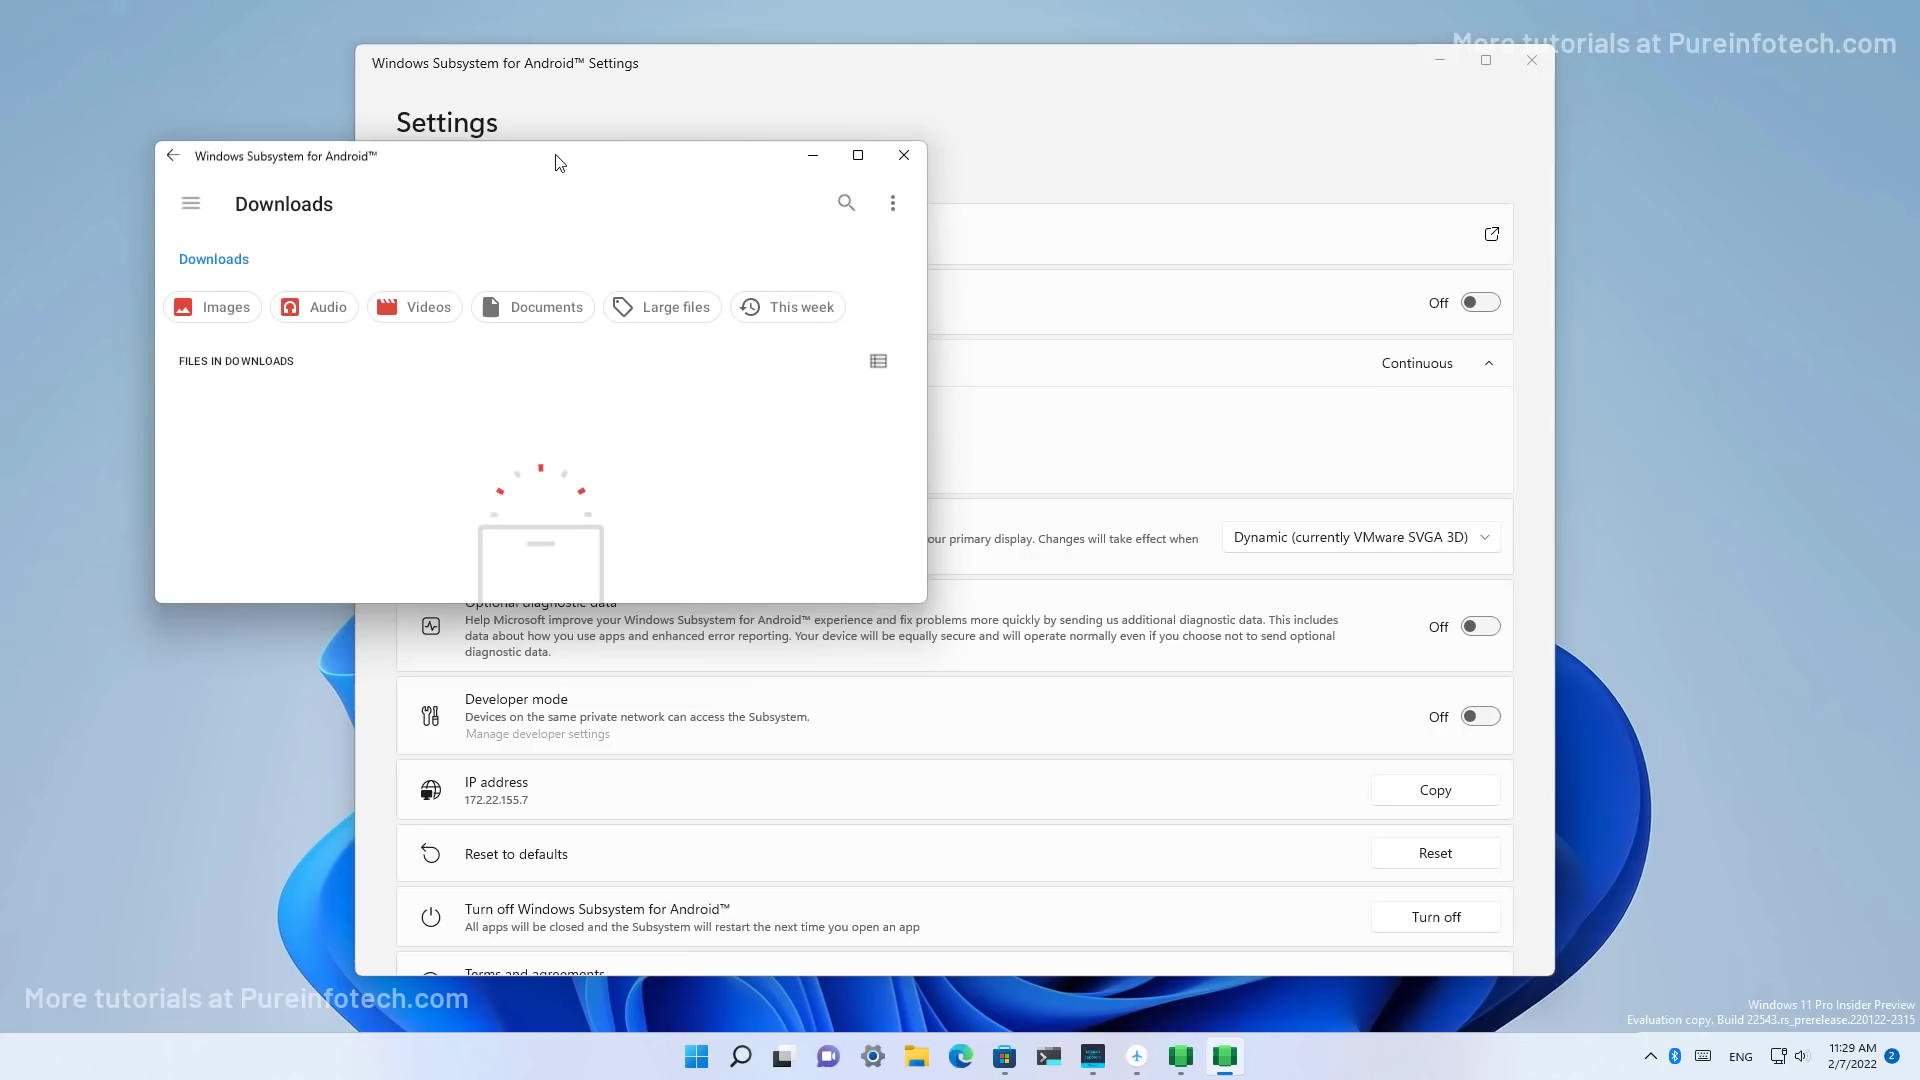 More tutorials at Pureinfotech.com
Windows Subsystem for Android™ Settings
Settings
Windows Subsystem for Android™
Downloads
Downloads
Images
Audio
Videos
Documents
Large files
This week
FILES IN DOWNLOADS
Off
Continuous
our primary display. Changes will take effect when
Dynamic (currently VMware SVGA 3D)
Optional diagnostic data
Help Microsoft improve your Windows Subsystem for Android™ experience and fix problems more quickly by sending us additional diagnostic data. This includes
data about how you use apps and enhanced error reporting. Your device will be equally secure and will operate normally even if you choose not to send optional
diagnostic data.
Off
Developer mode
Devices on the same private network can access the Subsystem.
Manage developer settings
Off
IP address
172.22.155.7
Copy
Reset to defaults
Reset
Turn off Windows Subsystem for Android™
All apps will be closed and the Subsystem will restart the next time you open an app
Turn off
Terms and agreements
More tutorials at Pureinfotech.com
Windows 11 Pro Insider Preview
Evaluation copy. Build 22543.rs_prerelease.220122-2315
ENG
11:29 AM
2/7/2022
2